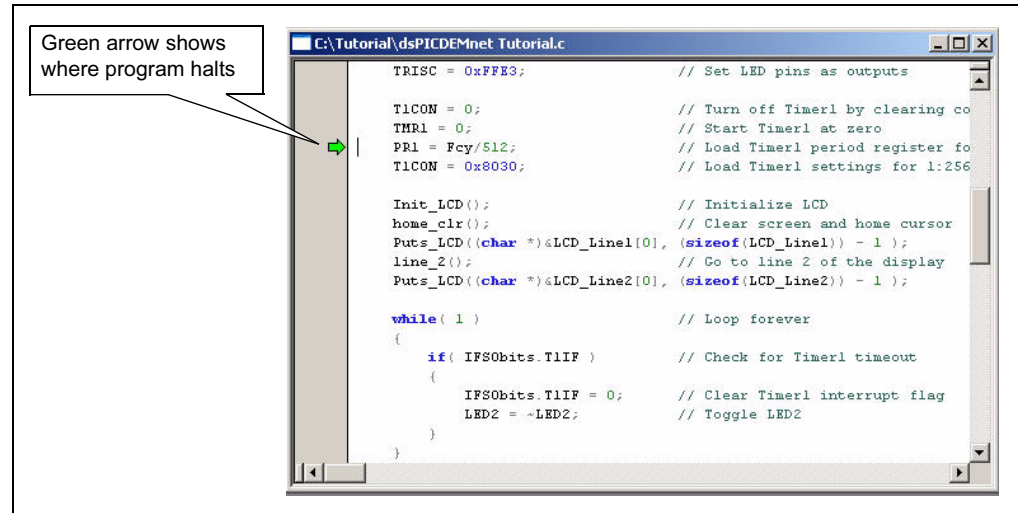 Green arrow shows
where program halts
C:\Tutorial\dsPICDEMnet Tutorial.c
TRISC = 0xFFE3; // Set LED pins as outputs
T1CON = 0; // Turn off Timer1 by clearing co
TMR1 = 0; // Start Timer1 at zero
PR1 = Fcy/512; // Load Timer1 period register fo
T1CON = 0x8030; // Load Timer1 settings for 1:256
Init_LCD(); // Initialize LCD
home_clr(); // Clear screen and home cursor
Puts_LCD((char *)&LCD_Line1[0], (sizeof(LCD_Line1)) - 1 );
line_2(); // Go to line 2 of the display
Puts_LCD((char *)&LCD_Line2[0], (sizeof(LCD_Line2)) - 1 );
while( 1 ) // Loop forever
{
if( IFS0bits.T1IF ) // Check for Timer1 timeout
{
IFS0bits.T1IF = 0; // Clear Timer1 interrupt flag
LED2 = ~LED2; // Toggle LED2
}
}